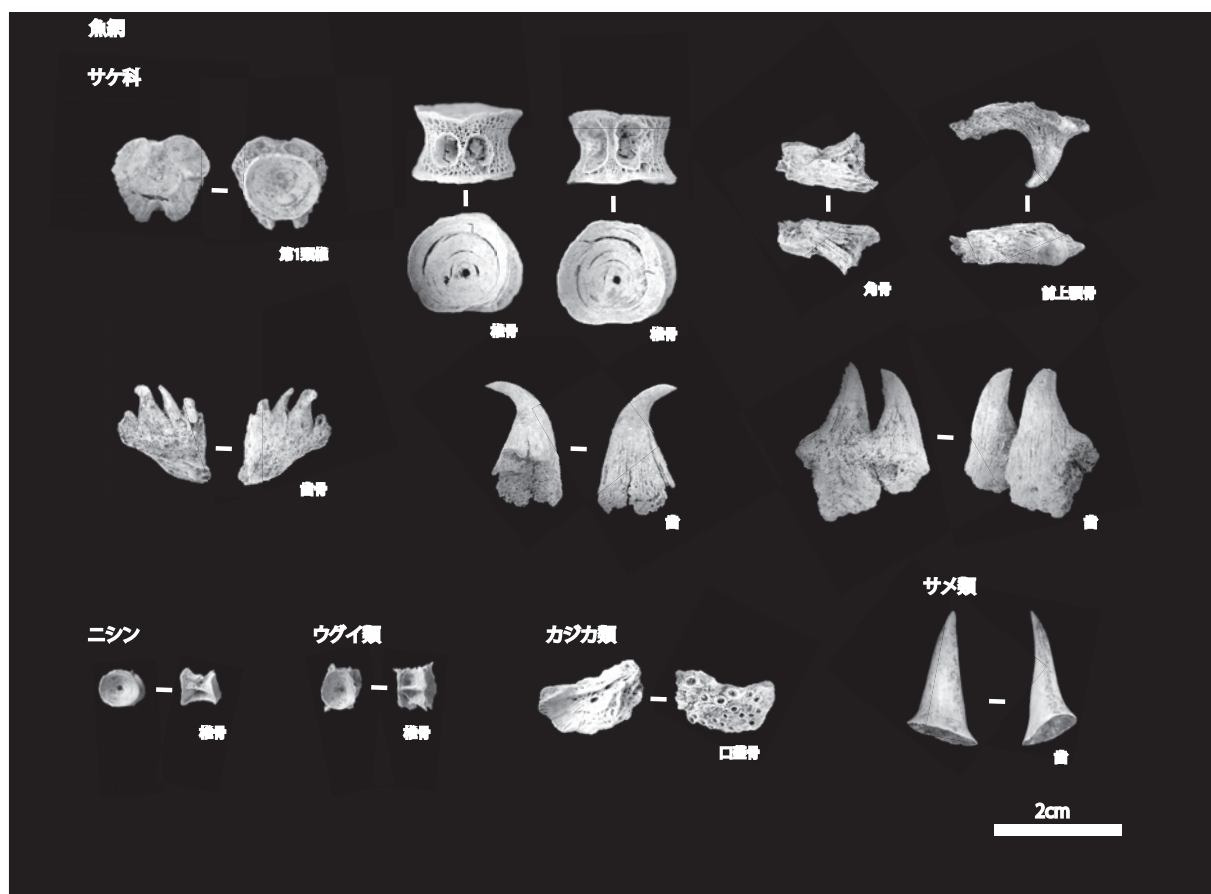 魚綱
サケ科
第1頚椎
椎骨
椎骨
角骨
前上顎骨
歯骨
歯
歯
サメ類
ニシン
ウグイ類
カジカ類
椎骨
椎骨
口蓋骨
歯
2cm